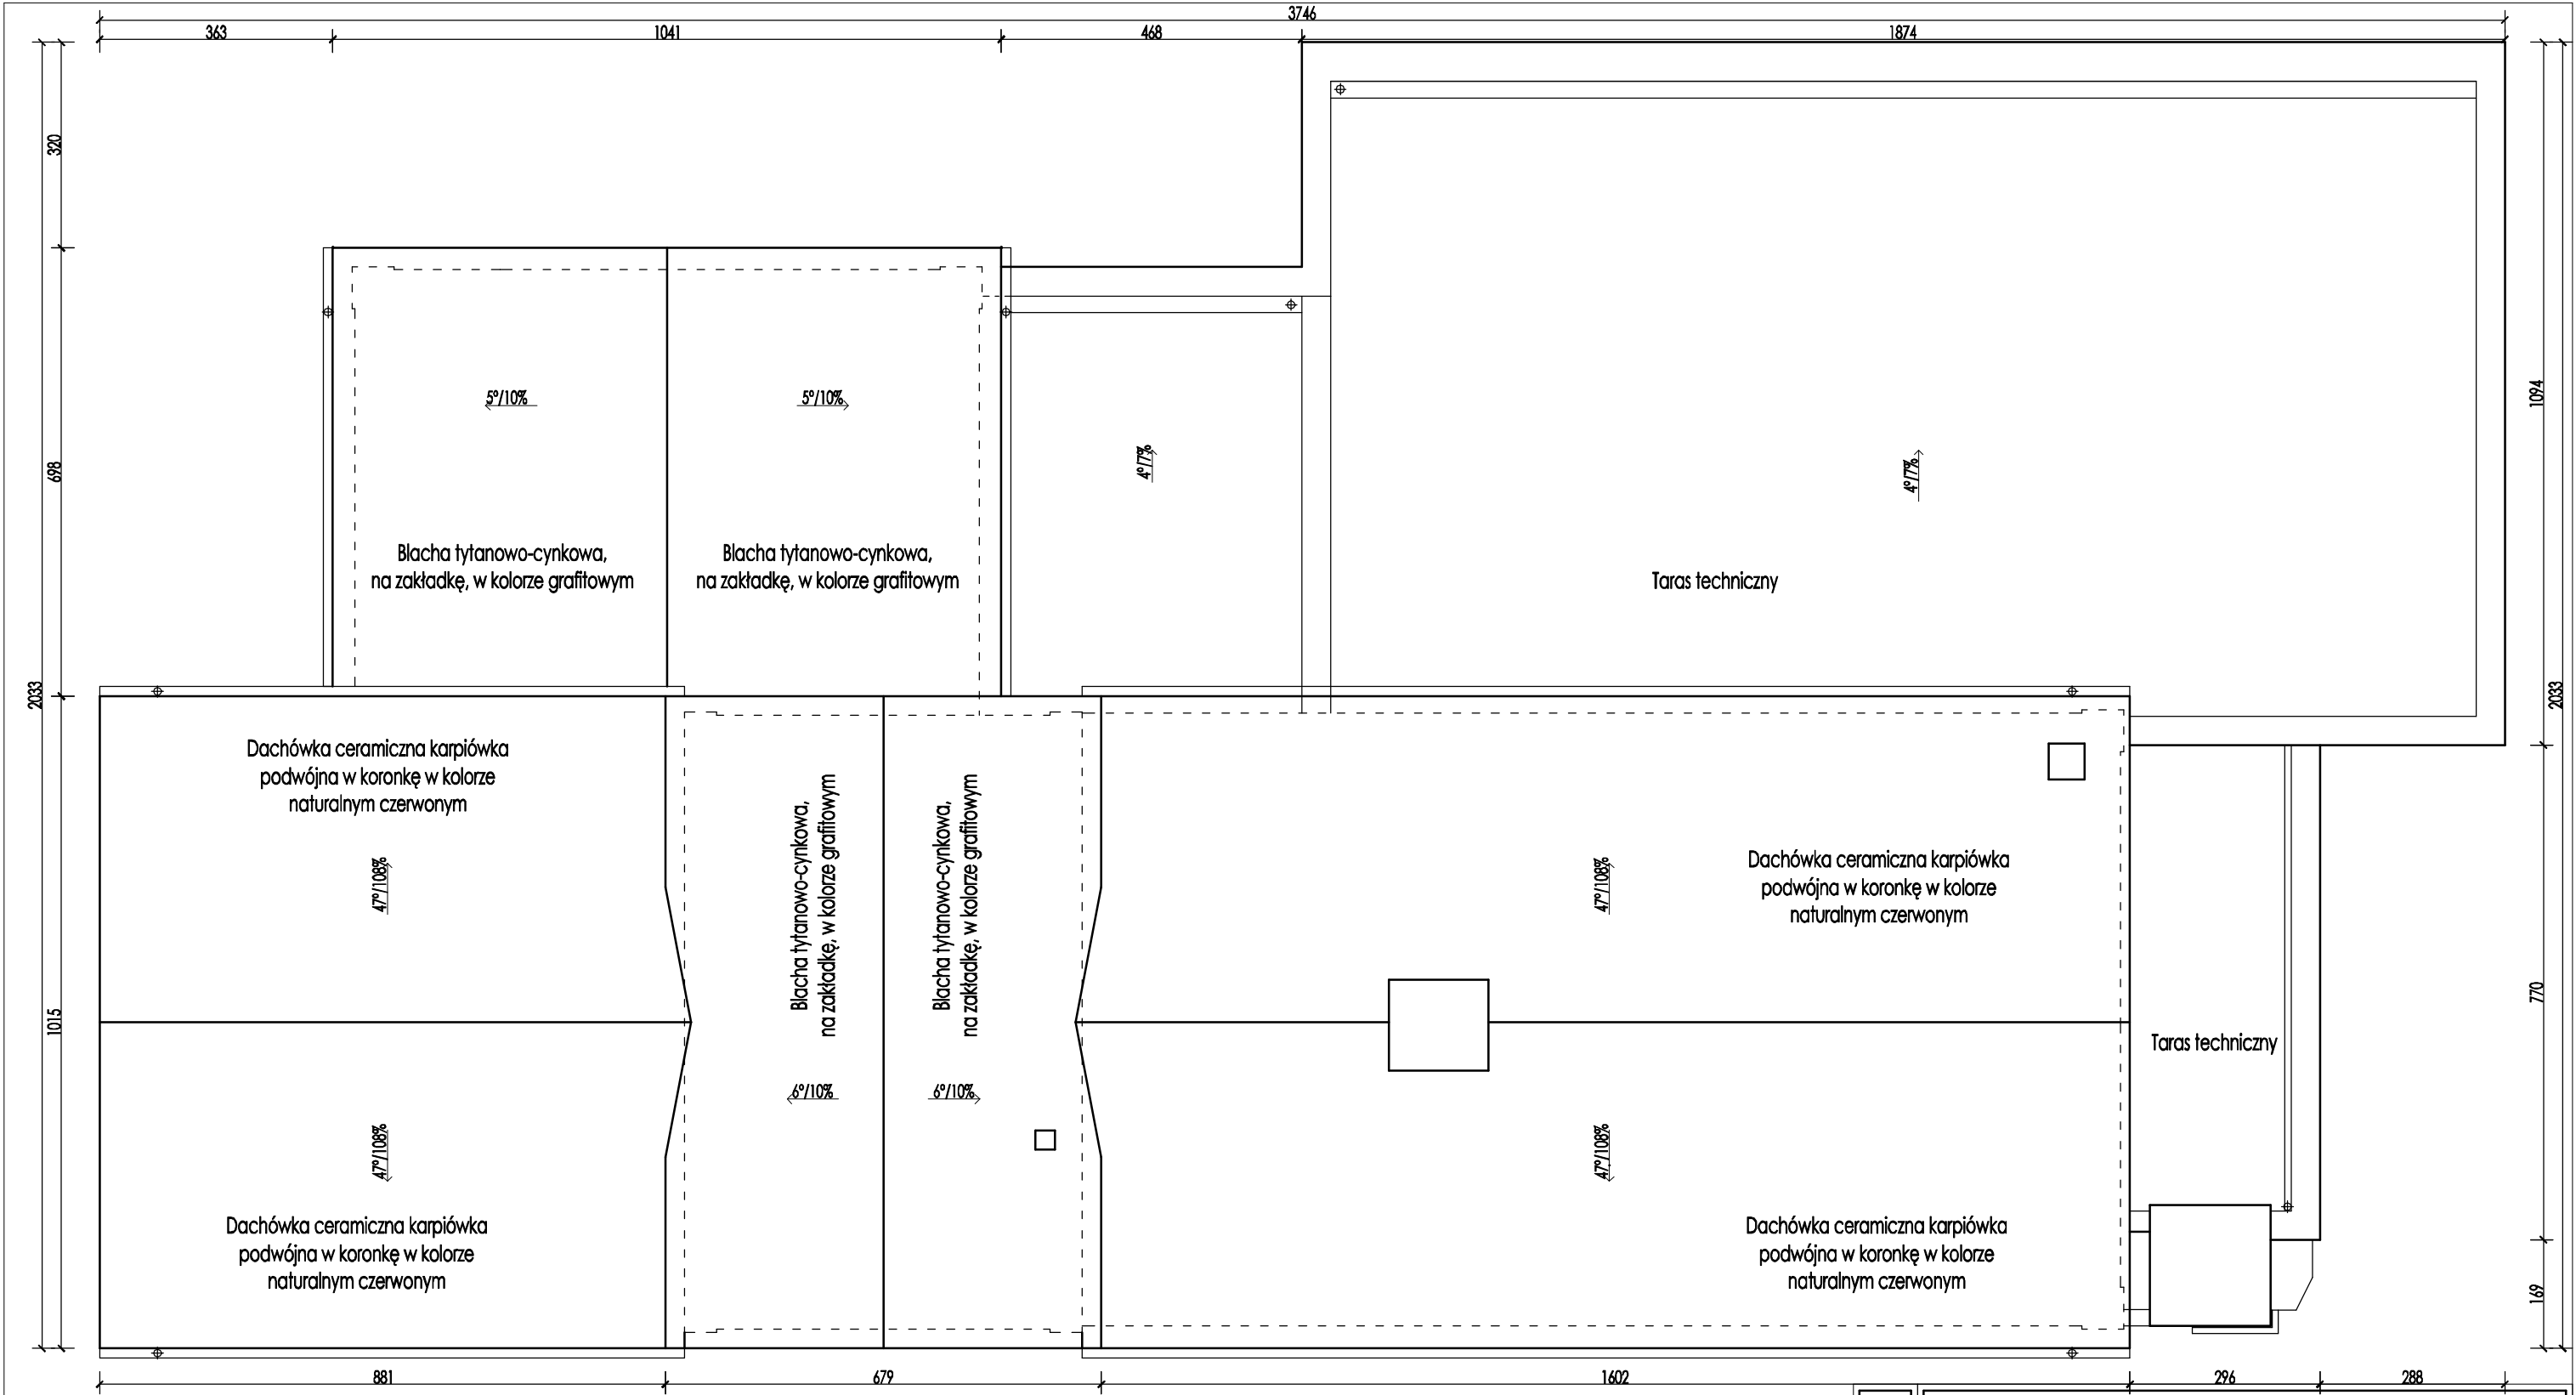 3746
363
1041
468
1874
320
698
2033
1015
1094
2033
770
169
5°/10%
5°/10%
4°/7%
4°/7%
Blacha tytanowo-cynkowa,
na zakładkę, w kolorze grafitowym
Blacha tytanowo-cynkowa,
na zakładkę, w kolorze grafitowym
Taras techniczny
Dachówka ceramiczna karpiówka
podwójna w koronkę w kolorze
naturalnym czerwonym
47°/108%
Blacha tytanowo-cynkowa,
na zakładkę, w kolorze grafitowym
Blacha tytanowo-cynkowa,
na zakładkę, w kolorze grafitowym
47°/108%
Dachówka ceramiczna karpiówka
podwójna w koronkę w kolorze
naturalnym czerwonym
Taras techniczny
6°/10%
6°/10%
47°/108%
47°/108%
Dachówka ceramiczna karpiówka
podwójna w koronkę w kolorze
naturalnym czerwonym
Dachówka ceramiczna karpiówka
podwójna w koronkę w kolorze
naturalnym czerwonym
881
679
1602
296
288